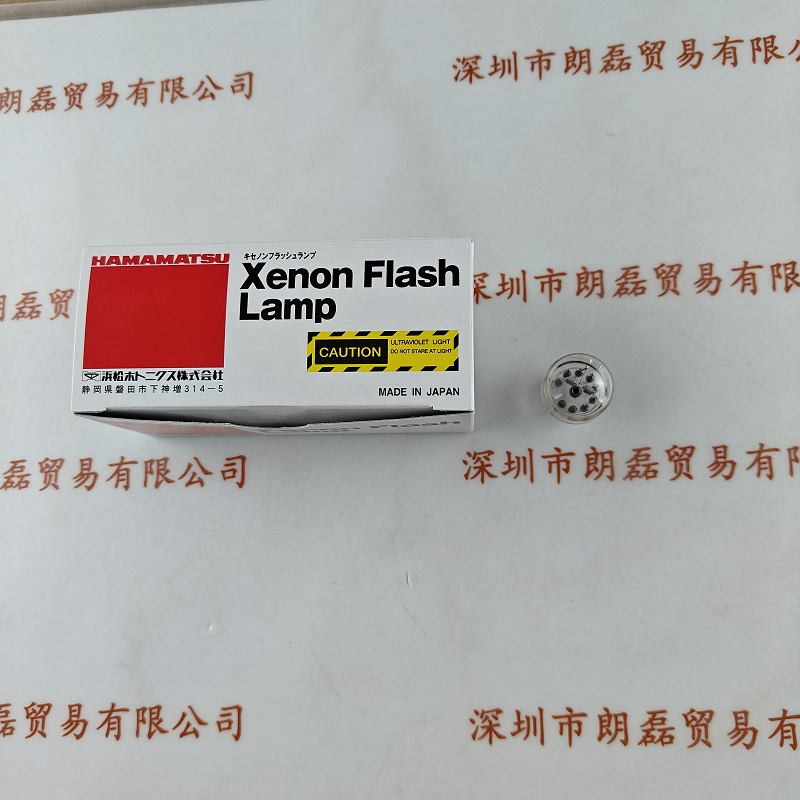 朗磊贸易有限公司
深圳市朗磊贸易有限公
HAMAMATSU
キセノンフラッシュランプ
Xenon Flash
Lamp
CAUTION
ULTRAVIOLET LIGHT
DO NOT STARE AT LIGHT
浜松ホトニクス株式会社
静岡県磐田市下神増314-5
MADE IN JAPAN
Xenon Flash
朗磊贸
深圳市朗磊贸易有限公
磊贸易有限公司
深圳市朗磊贸易有限
磊贸易有限公司
深圳市朗磊贸易有